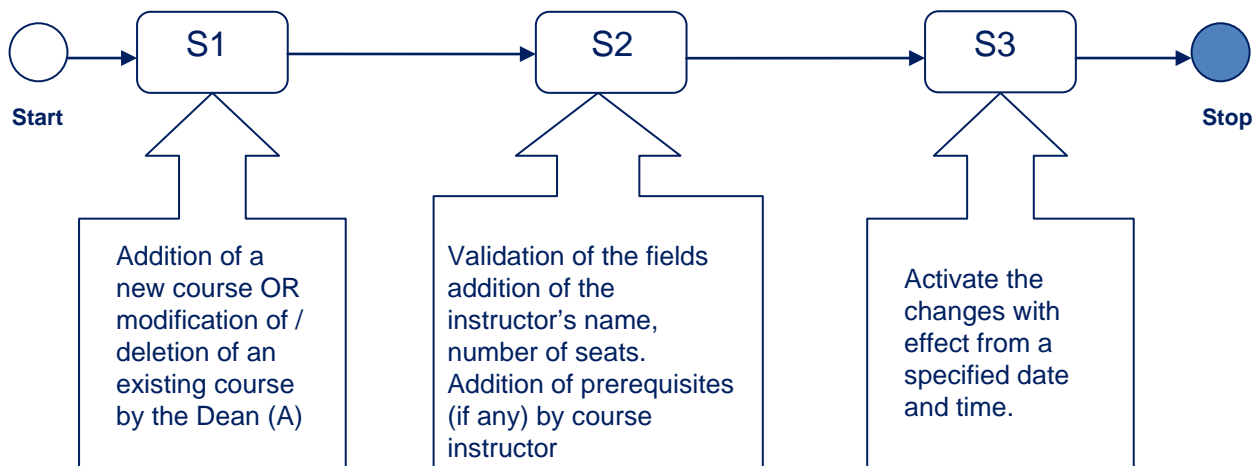 S1
S2
S3
Start
Stop
Addition of a
new course OR
modification of /
deletion of an
existing course
by the Dean (A)
Validation of the fields
addition of the
instructor’s name,
number of seats.
Addition of prerequisites
(if any) by course
instructor
Activate the
changes with
effect from a
specified date
and time.